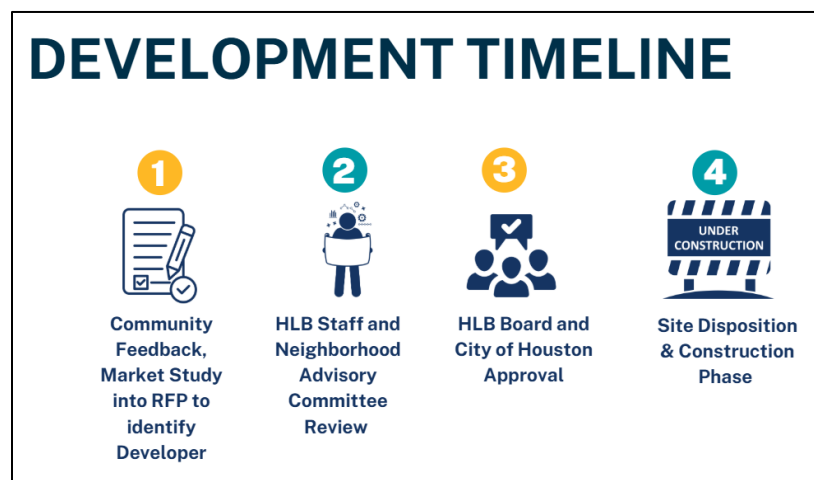 DEVELOPMENT TIMELINE
1
Community
Feedback,
Market Study
into RFP to
identify
Developer
2
HLB Staff and
Neighborhood
Advisory
Committee
Review
3
HLB Board and
City of Houston
Approval
4
UNDER
CONSTRUCTION
Site Disposition
& Construction
Phase